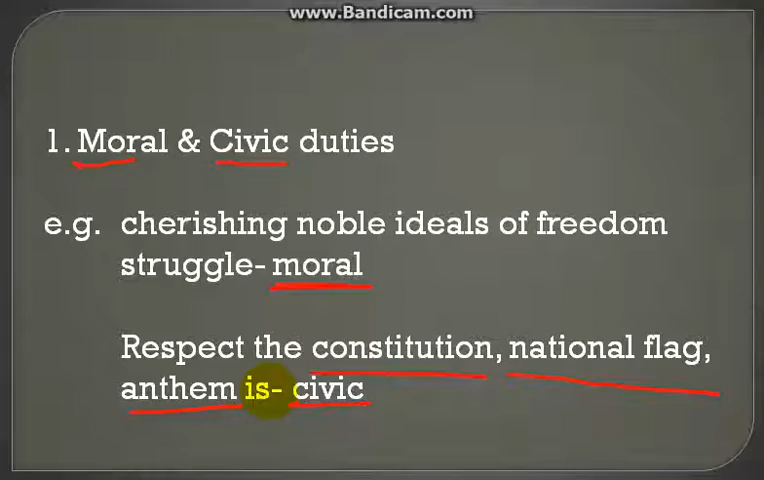 www.Bandicam.com
1. Moral & Civic duties
e.g. cherishing noble ideals of freedom
struggle- moral
Respect the constitution, national flag,
anthem is- civic